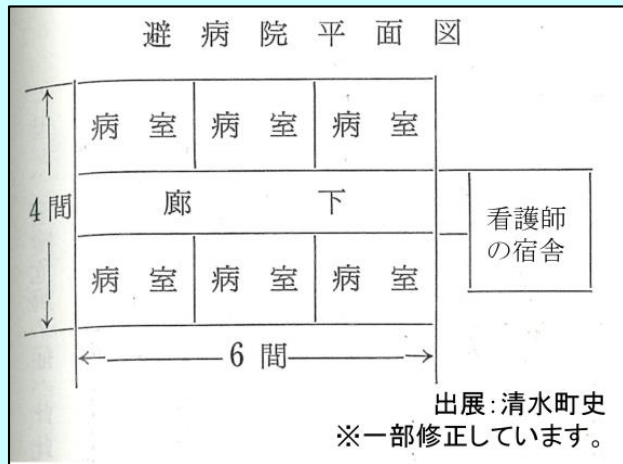 避病院平面図
病室 病室 病室
4間
廊下
看護師
の宿舎
病室 病室 病室
6間
出展:清水町史
※一部修正しています。